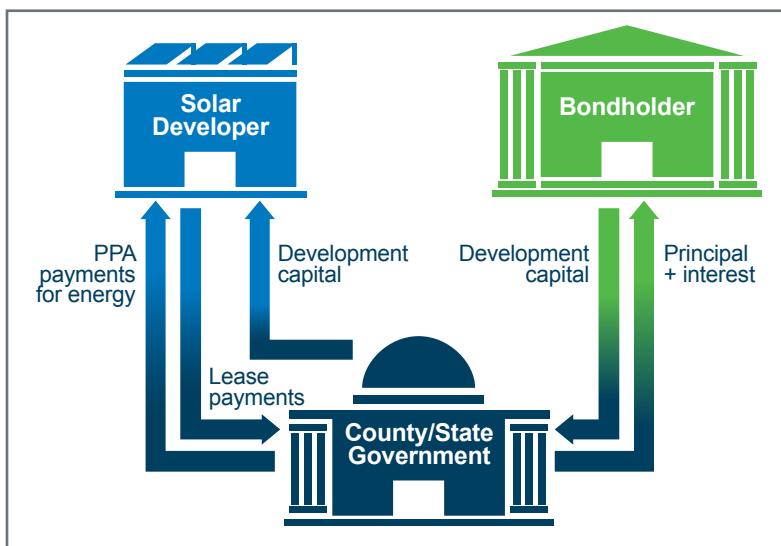 Solar
Developer
Bondholder
PPA
payments
for energy
Development
capital
Development
capital
Principal
+ interest
Lease
payments
County/State
Government